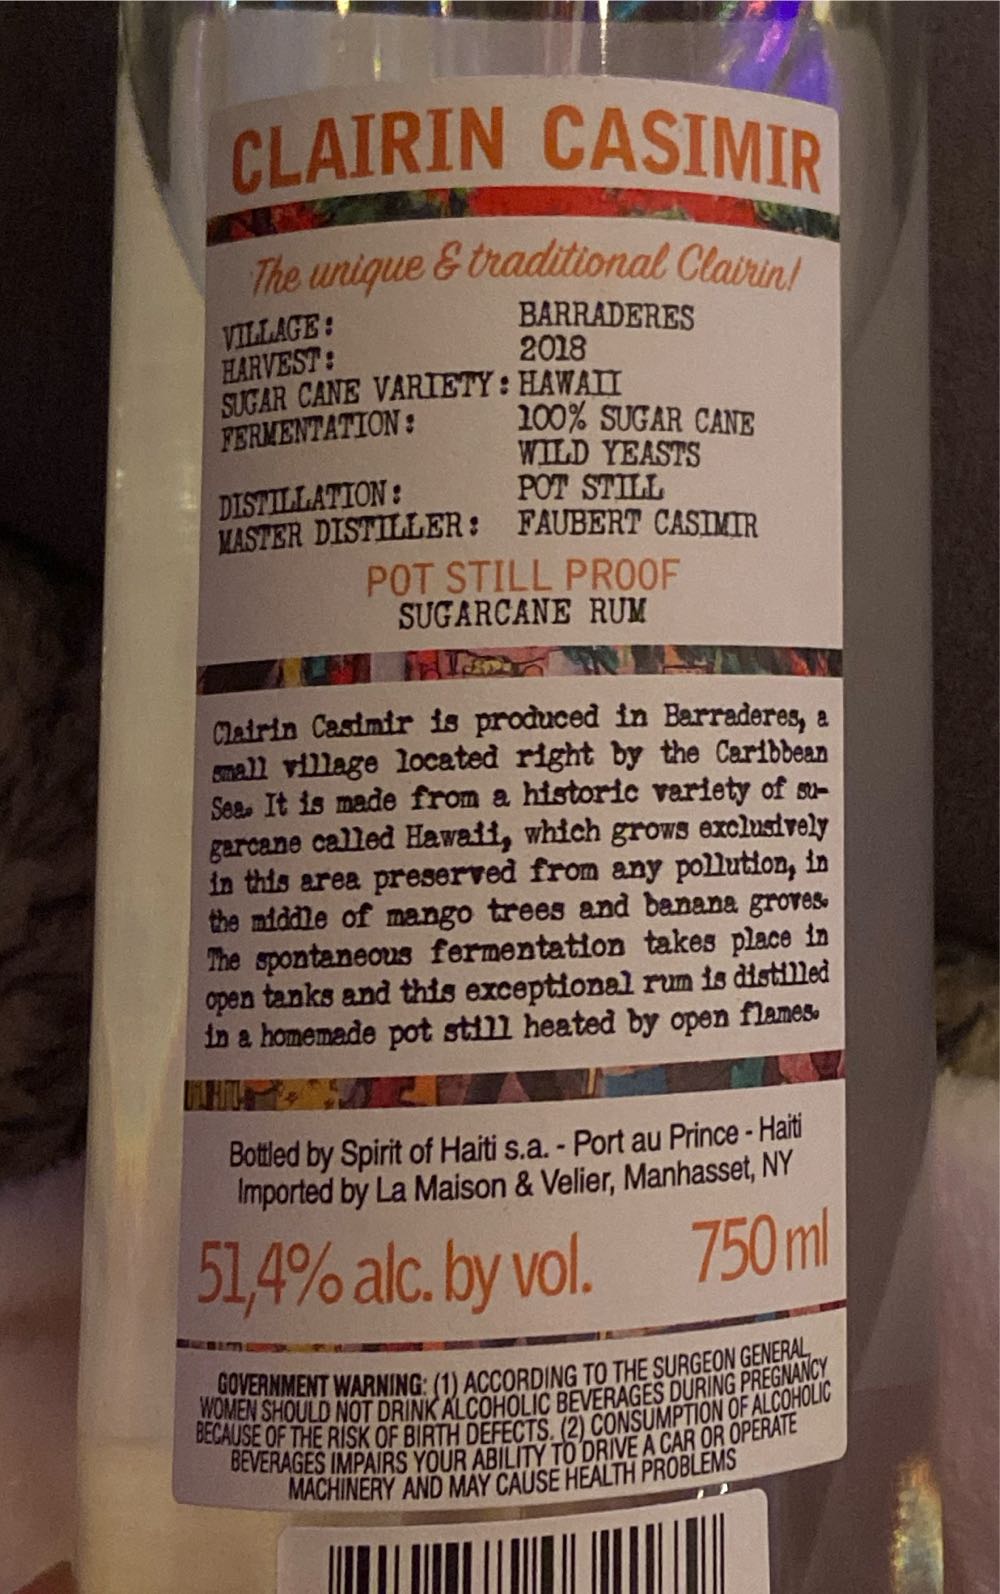 CLAIRIN CASIMIR
The unique & traditional Clairin!
VILLAGE: BARRADERES
HARVEST: 2018
SUGAR CANE VARIETY: HAWAII
FERMENTATION: 100% SUGAR CANE
WILD YEASTS
DISTILLATION: POT STILL
MASTER DISTILLER: FAUBERT CASIMIR
POT STILL PROOF
SUGARCANE RUM
Clairin Casimir is produced in Barraderes, a
small village located right by the Caribbean
Sea. It is made from a historic variety of su-
garcane called Hawaii, which grows exclusively
in this area preserved from any pollution, in
the middle of mango trees and banana groves.
The spontaneous fermentation takes place in
open tanks and this exceptional rum is distilled
in a homemade pot still heated by open flames.
Bottled by Spirit of Haiti s.a. - Port au Prince - Haiti
Imported by La Maison & Velier, Manhasset, NY
51,4% alc. by vol. 750 ml
GOVERNMENT WARNING: (1) ACCORDING TO THE SURGEON GENERAL,
WOMEN SHOULD NOT DRINK ALCOHOLIC BEVERAGES DURING PREGNANCY
BECAUSE OF THE RISK OF BIRTH DEFECTS. (2) CONSUMPTION OF ALCOHOLIC
BEVERAGES IMPAIRS YOUR ABILITY TO DRIVE A CAR OR OPERATE
MACHINERY AND MAY CAUSE HEALTH PROBLEMS